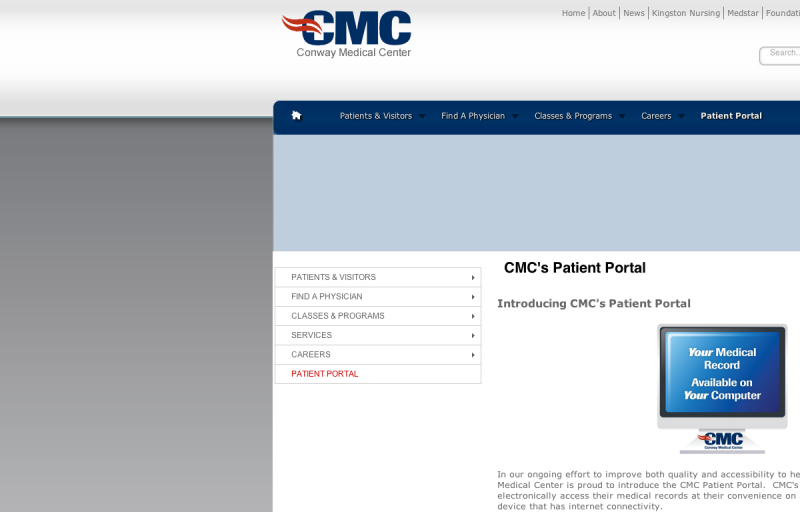 CMC
Conway Medical Center
Home | About | News | Kingston Nursing | Medstar |
Search...
Patients & Visitors Find A Physician Classes & Programs Careers Patient Portal
PATIENTS & VISITORS
FIND A PHYSICIAN
CLASSES & PROGRAMS
SERVICES
CAREERS
PATIENT PORTAL
CMC's Patient Portal
Introducing CMC's Patient Portal
Your Medical
Record
Available on
Your Computer
CMC
Conway Medical Center
In our ongoing effort to improve both quality and accessibility to
Medical Center is proud to introduce the CMC Patient Portal. CMC's
electronically access their medical records at their convenience on
device that has internet connectivity.